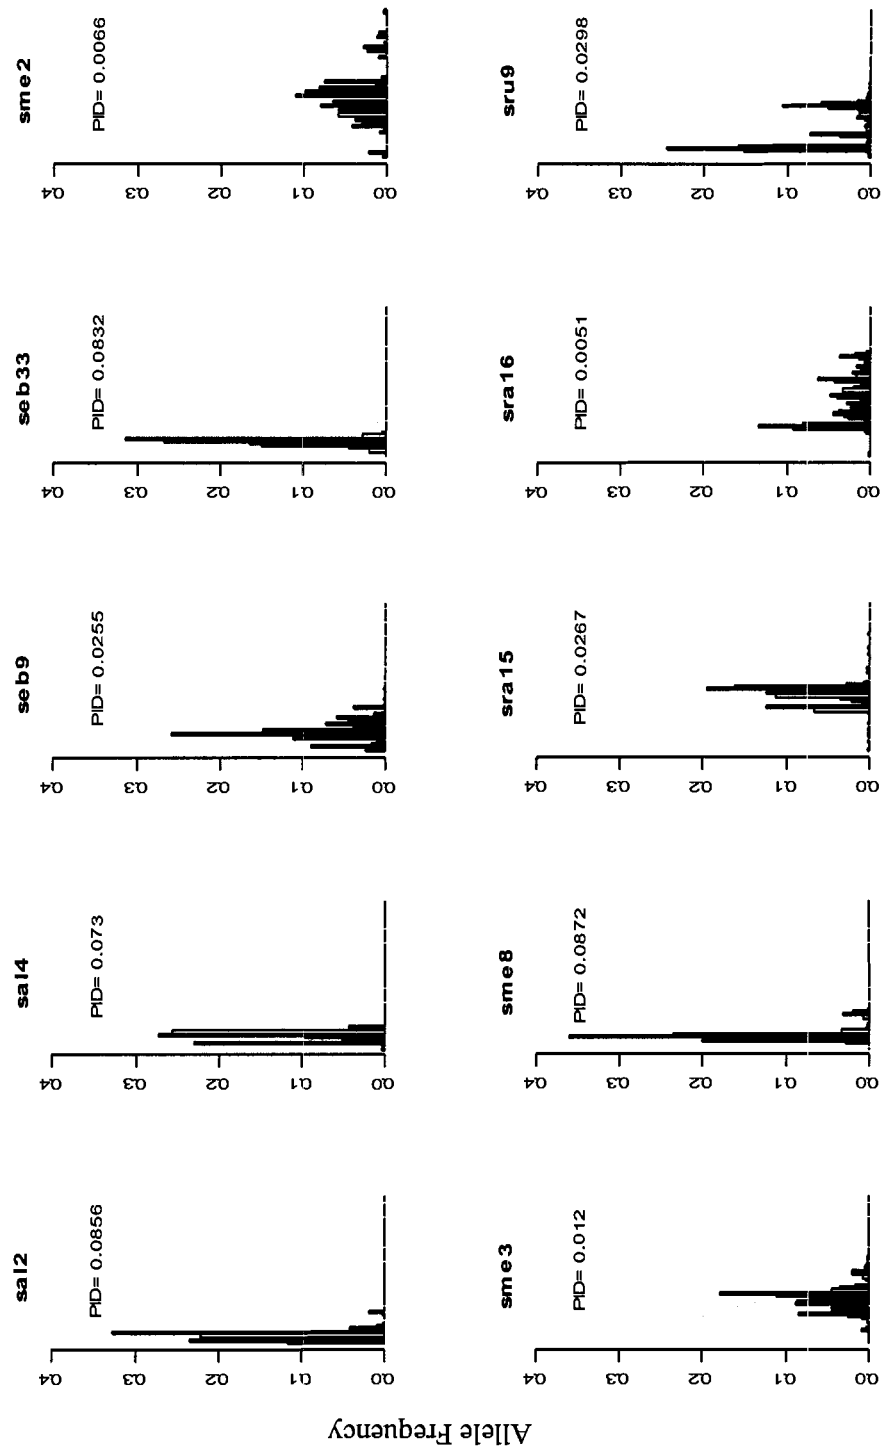 Allele Frequency
sal2
PID= 0.0856
0.4
0.3
0.2
0.1
0.0
sal4
PID= 0.073
0.4
0.3
0.2
0.1
0.0
seb9
PID= 0.0255
0.4
0.3
0.2
0.1
0.0
seb33
PID= 0.0832
0.4
0.3
0.2
0.1
0.0
sme2
PID= 0.0066
0.4
0.3
0.2
0.1
0.0
sme3
PID= 0.012
0.4
0.3
0.2
0.1
0.0
sme8
PID= 0.0872
0.4
0.3
0.2
0.1
0.0
sra15
PID= 0.0267
0.4
0.3
0.2
0.1
0.0
sra16
PID= 0.0051
0.4
0.3
0.2
0.1
0.0
sru9
PID= 0.0298
0.4
0.3
0.2
0.1
0.0